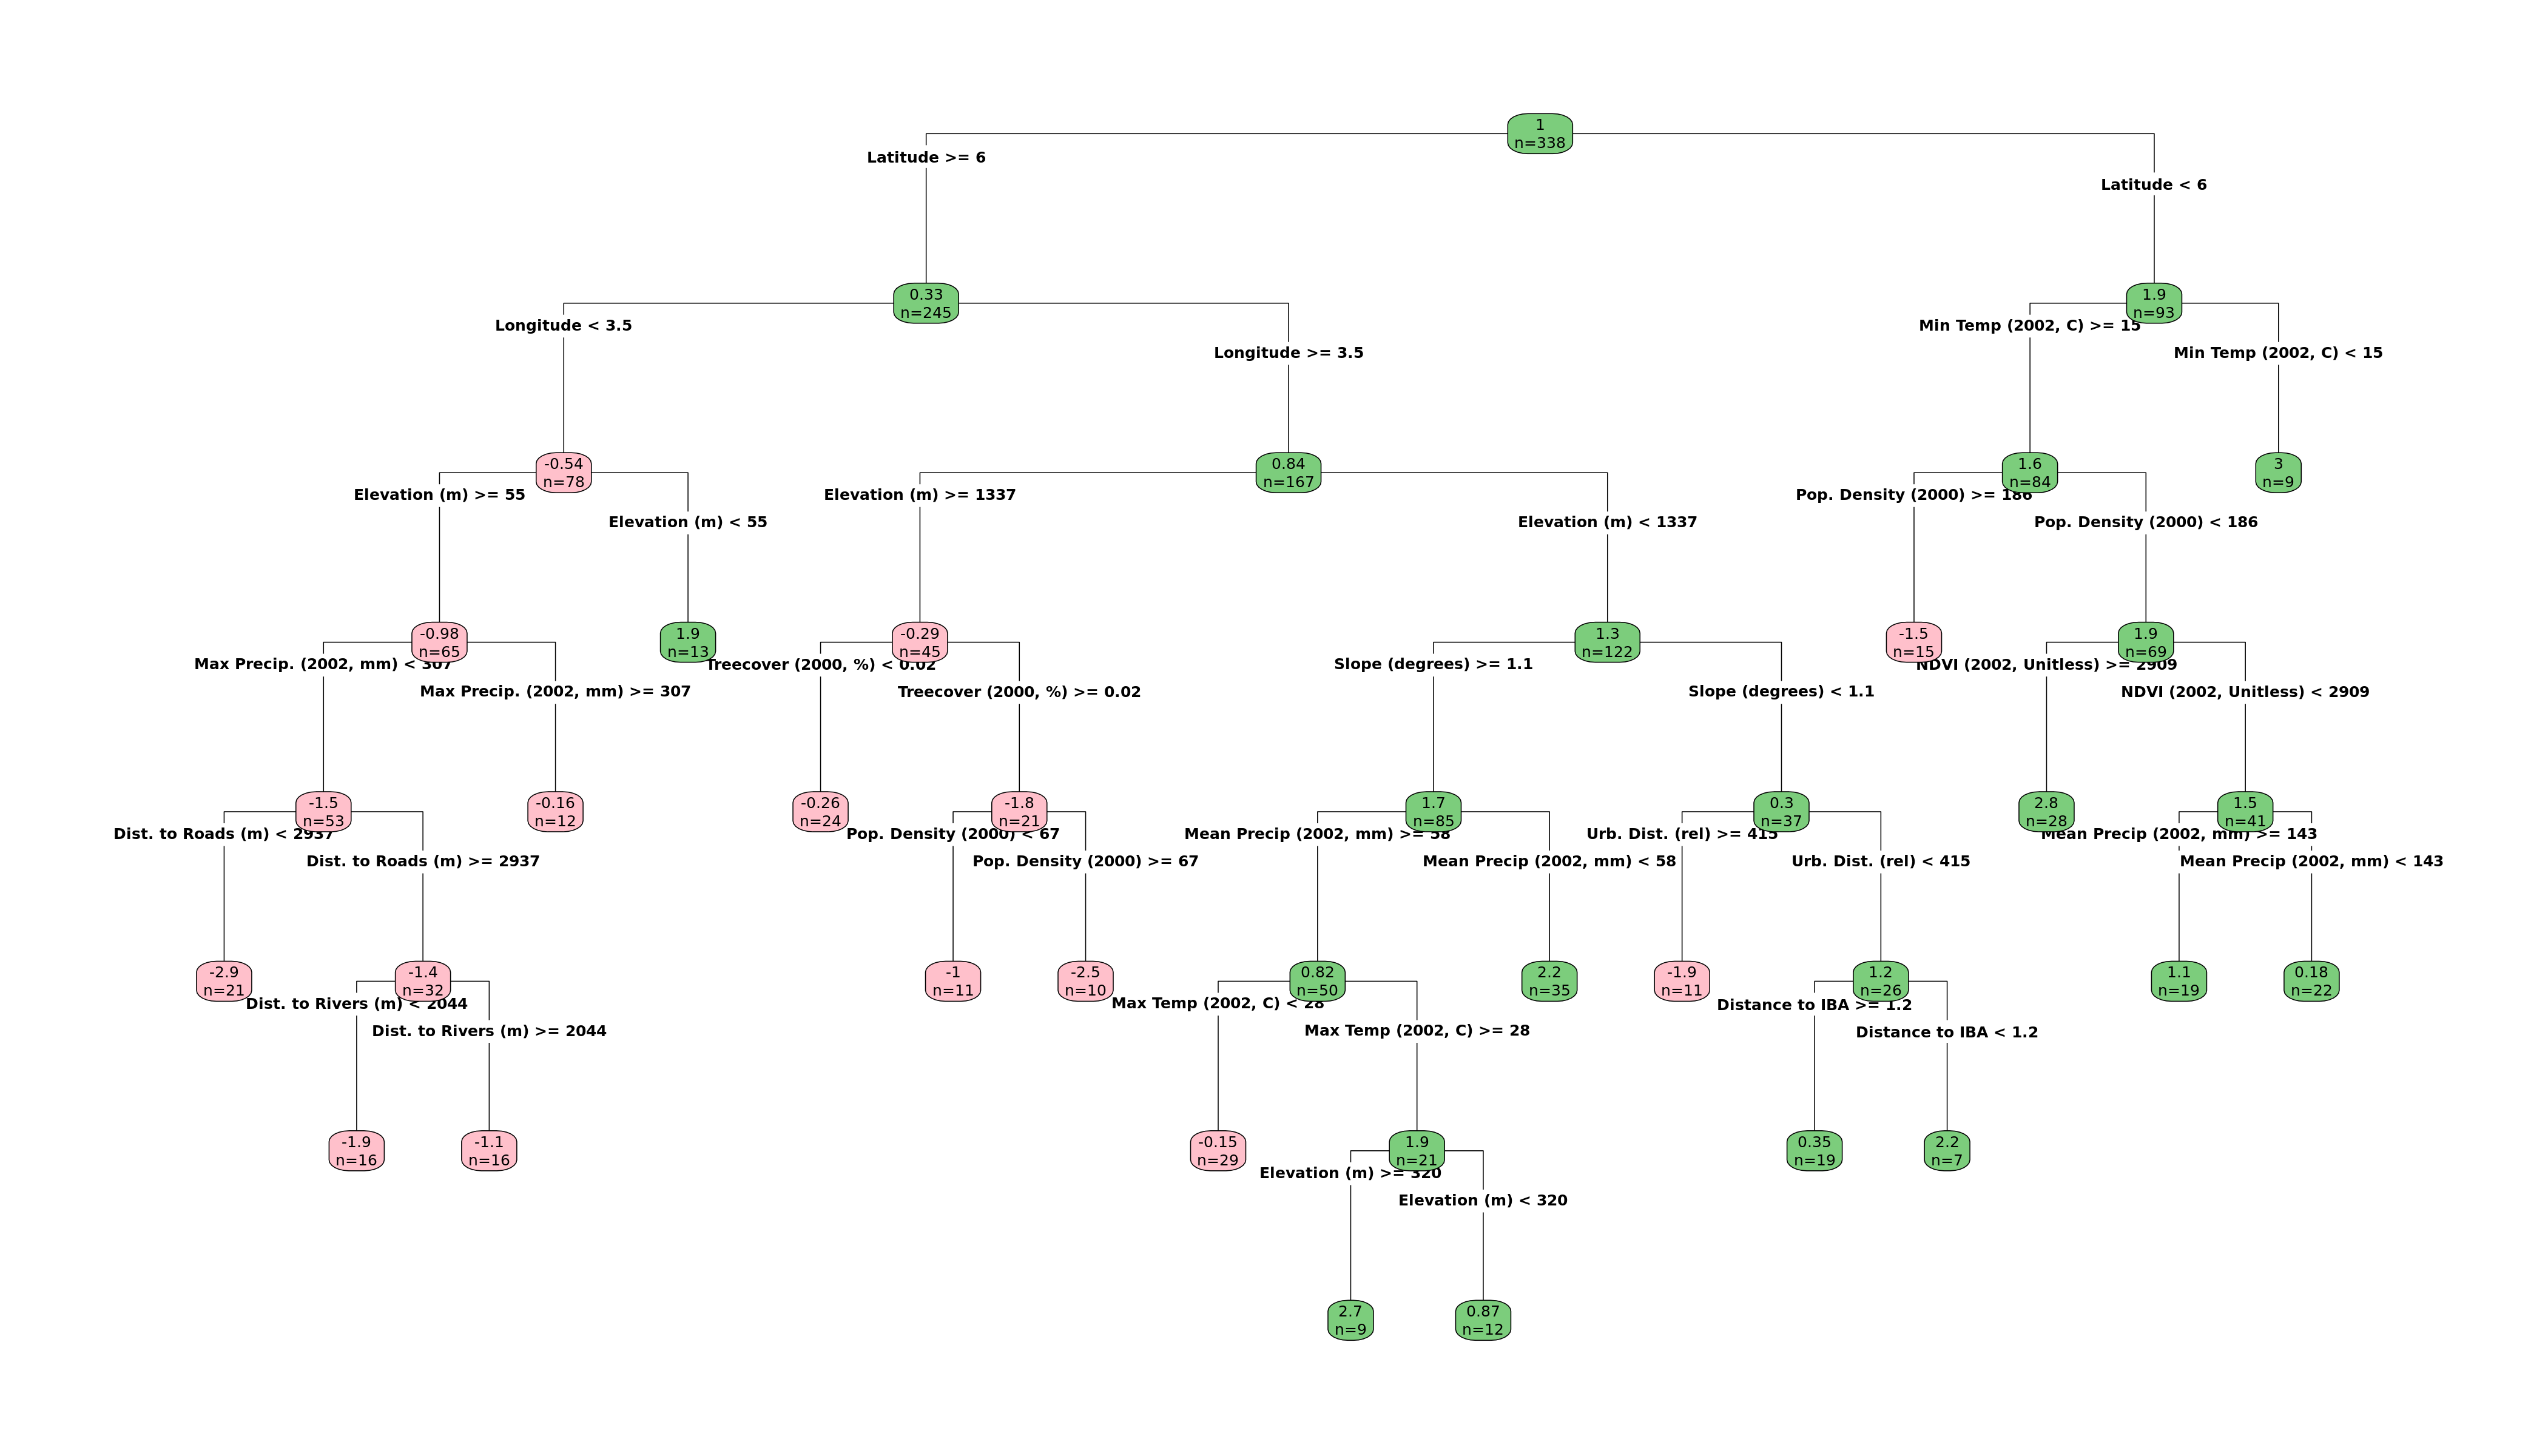 1
n=338
Latitude >= 6
Latitude < 6
0.33
n=245
1.9
n=93
Longitude < 3.5
Min Temp (2002, C) >= 15
Longitude >= 3.5
Min Temp (2002, C) < 15
-0.54
n=78
0.84
n=167
1.6
n=84
3
n=9
Elevation (m) >= 55
Elevation (m) >= 1337
Pop. Density (2000) >= 186
Elevation (m) < 55
Elevation (m) < 1337
Pop. Density (2000) < 186
-0.98
n=65
1.9
n=13
-0.29
n=45
1.3
n=122
-1.5
n=15
1.9
n=69
Max Precip. (2002, mm) < 307
Treecover (2000, %) < 0.02
Slope (degrees) >= 1.1
NDVI (2002, Unitless) >= 2909
Max Precip. (2002, mm) >= 307
Treecover (2000, %) >= 0.02
Slope (degrees) < 1.1
NDVI (2002, Unitless) < 2909
-1.5
n=53
-0.16
n=12
-0.26
n=24
-1.8
n=21
1.7
n=85
0.3
n=37
2.8
n=28
1.5
n=41
Dist. to Roads (m) < 2937
Pop. Density (2000) < 67
Mean Precip (2002, mm) >= 58
Urb. Dist. (rel) >= 415
Mean Precip (2002, mm) >= 143
Dist. to Roads (m) >= 2937
Pop. Density (2000) >= 67
Mean Precip (2002, mm) < 58
Urb. Dist. (rel) < 415
Mean Precip (2002, mm) < 143
-2.9
n=21
-1.4
n=32
-1
n=11
-2.5
n=10
0.82
n=50
2.2
n=35
-1.9
n=11
1.2
n=26
1.1
n=19
0.18
n=22
Dist. to Rivers (m) < 2044
Max Temp (2002, C) < 28
Distance to IBA >= 1.2
Dist. to Rivers (m) >= 2044
Max Temp (2002, C) >= 28
Distance to IBA < 1.2
-1.9
n=16
-1.1
n=16
-0.15
n=29
1.9
n=21
0.35
n=19
2.2
n=7
Elevation (m) >= 320
Elevation (m) < 320
2.7
n=9
0.87
n=12